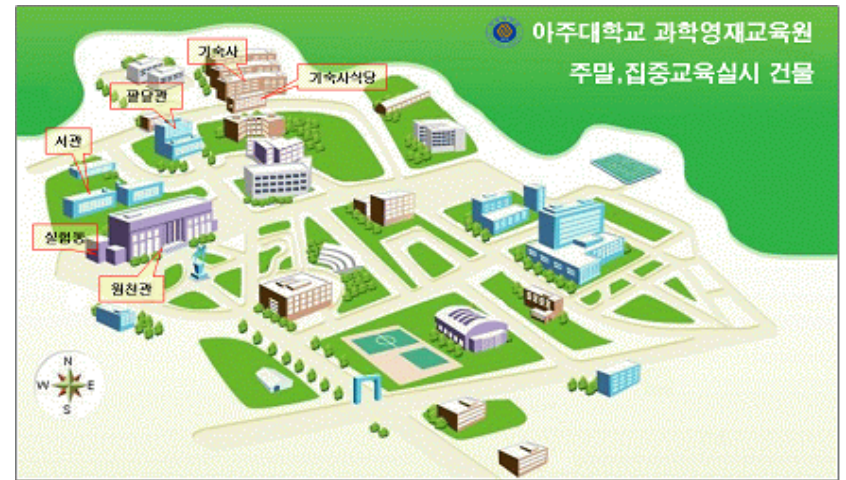 아주대학교 과학영재교육원
주말,집중교육실시 건물
기숙사
기숙사식당
팔달관
서관
실험동
원천관
N
W E
S